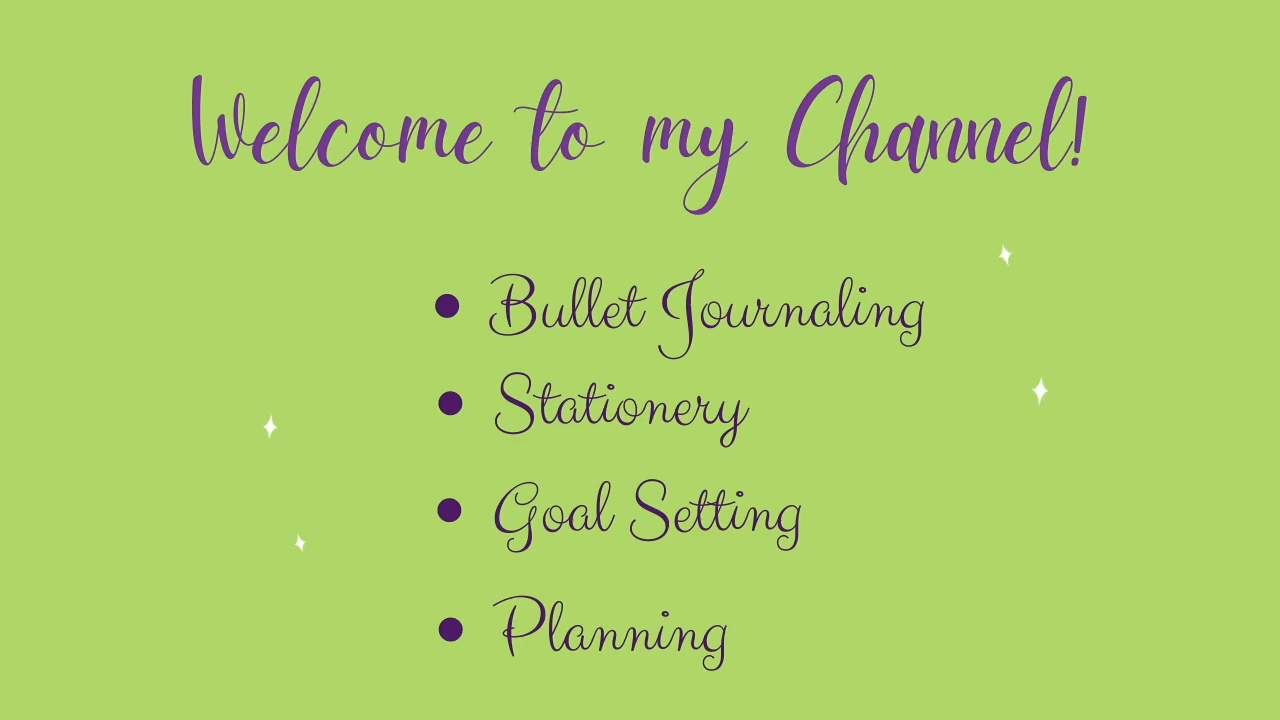 Welcome to my Channel!
• Bullet Journaling
• Stationery
• Goal Setting
• Planning